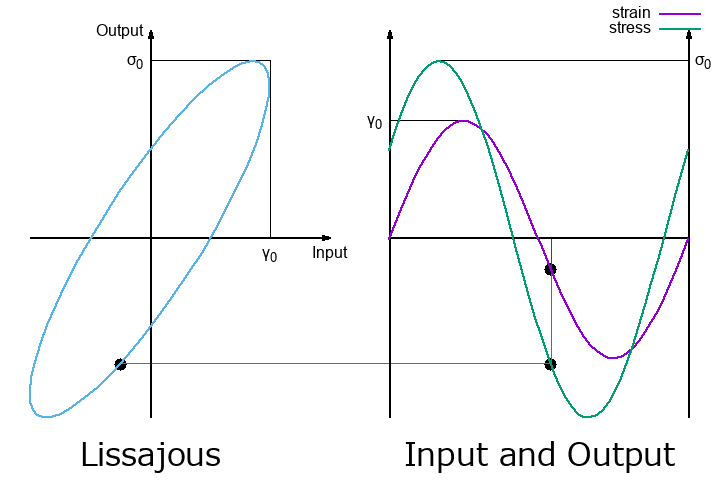 strain
stress
Output
σ0
σ0
γ0
γ0
Input
Lissajous
Input and Output